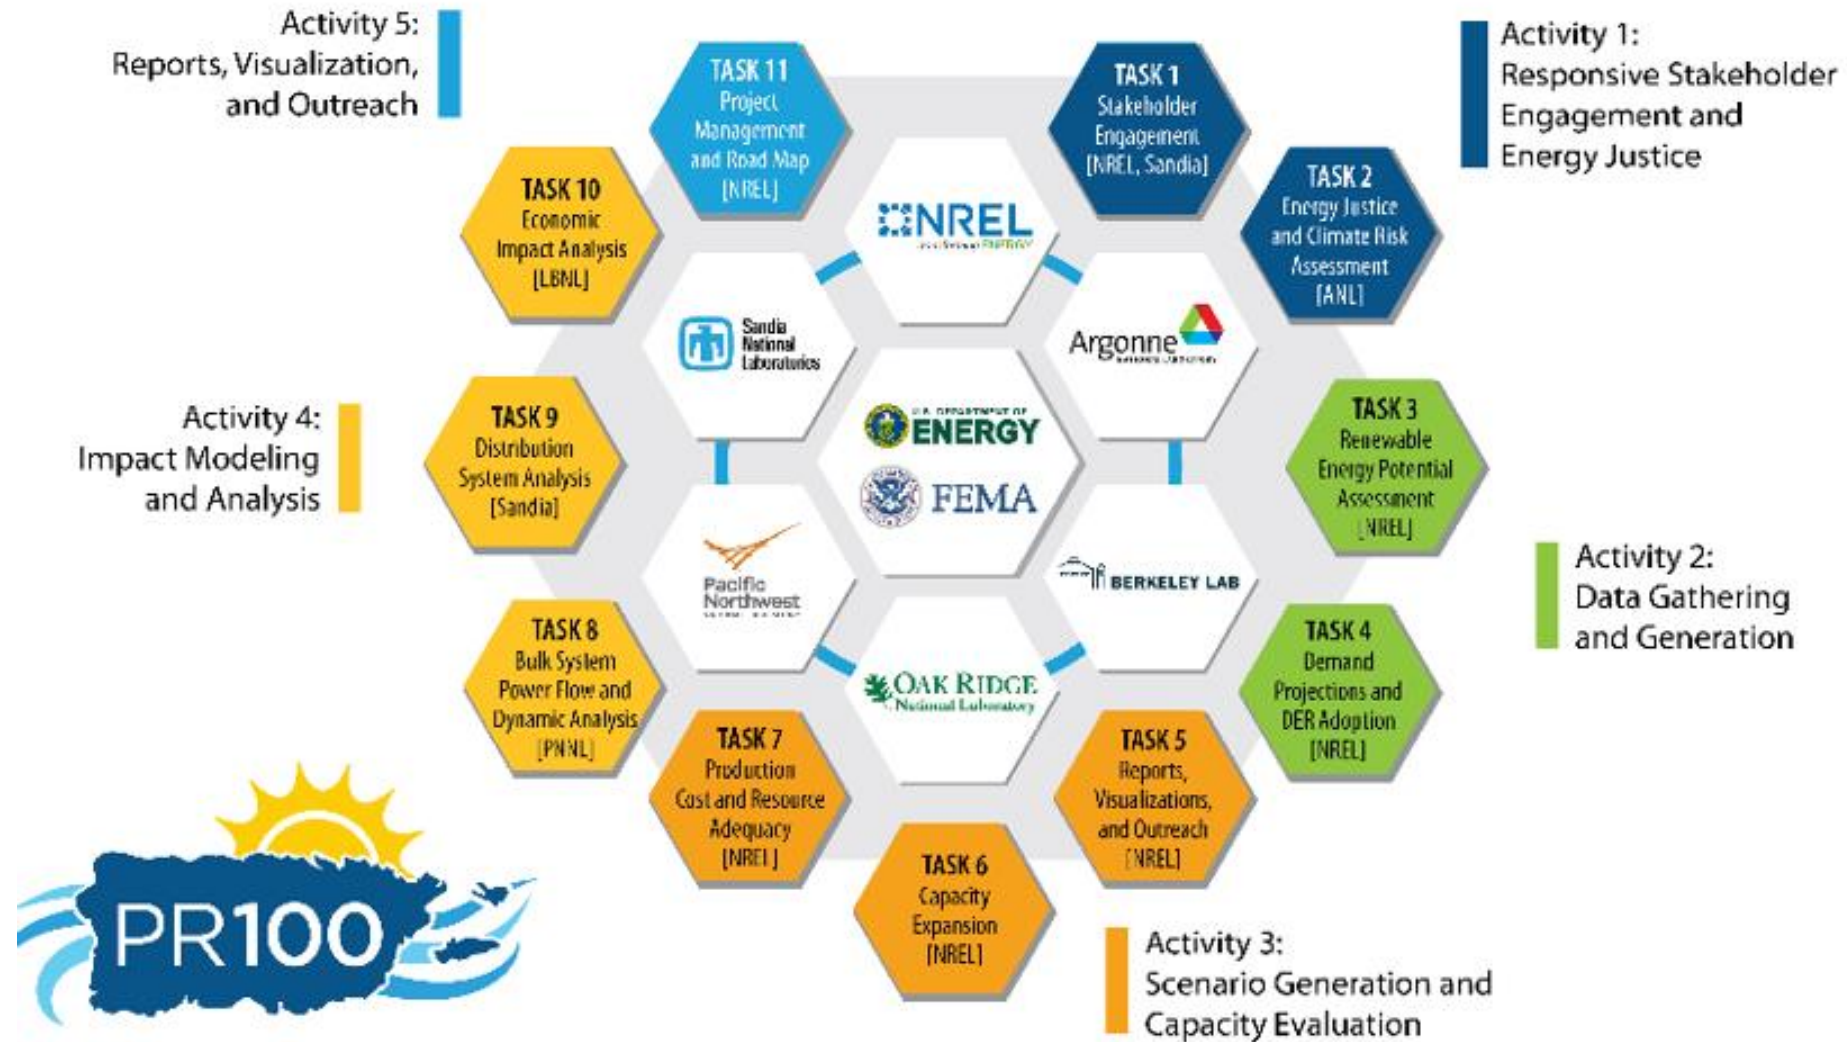 Activity 5:
Reports, Visualization,
and Outreach
Activity 1:
Responsive Stakeholder
Engagement and
Energy Justice
TASK 11
Project
Management
and Road Map
[NREL]
TASK 1
Stakeholder
Engagement
[NREL, Sandia]
TASK 10
Economic
Impact Analysis
[LBNL]
TASK 2
Energy Justice
and Climate Risk
Assessment
[ANL]
NREL
ENERGY
Sandia
National
Laboratories
Argonne
NATIONAL LABORATORY
U.S. DEPARTMENT OF
ENERGY
FEMA
Activity 4:
Impact Modeling
and Analysis
TASK 9
Distribution
System Analysis
[Sandia]
TASK 3
Renewable
Energy Potential
Assessment
[NREL]
Pacific
Northwest
BERKELEY LAB
Activity 2:
Data Gathering
and Generation
TASK 8
Bulk System
Power Flow and
Dynamic Analysis
[PNNL]
TASK 4
Demand
Projections and
DER Adoption
[NREL]
OAK RIDGE
National Laboratory
TASK 7
Production
Cost and Resource
Adequacy
[NREL]
TASK 5
Reports,
Visualizations,
and Outreach
[NREL]
TASK 6
Capacity
Expansion
[NREL]
PR100
Activity 3:
Scenario Generation and
Capacity Evaluation